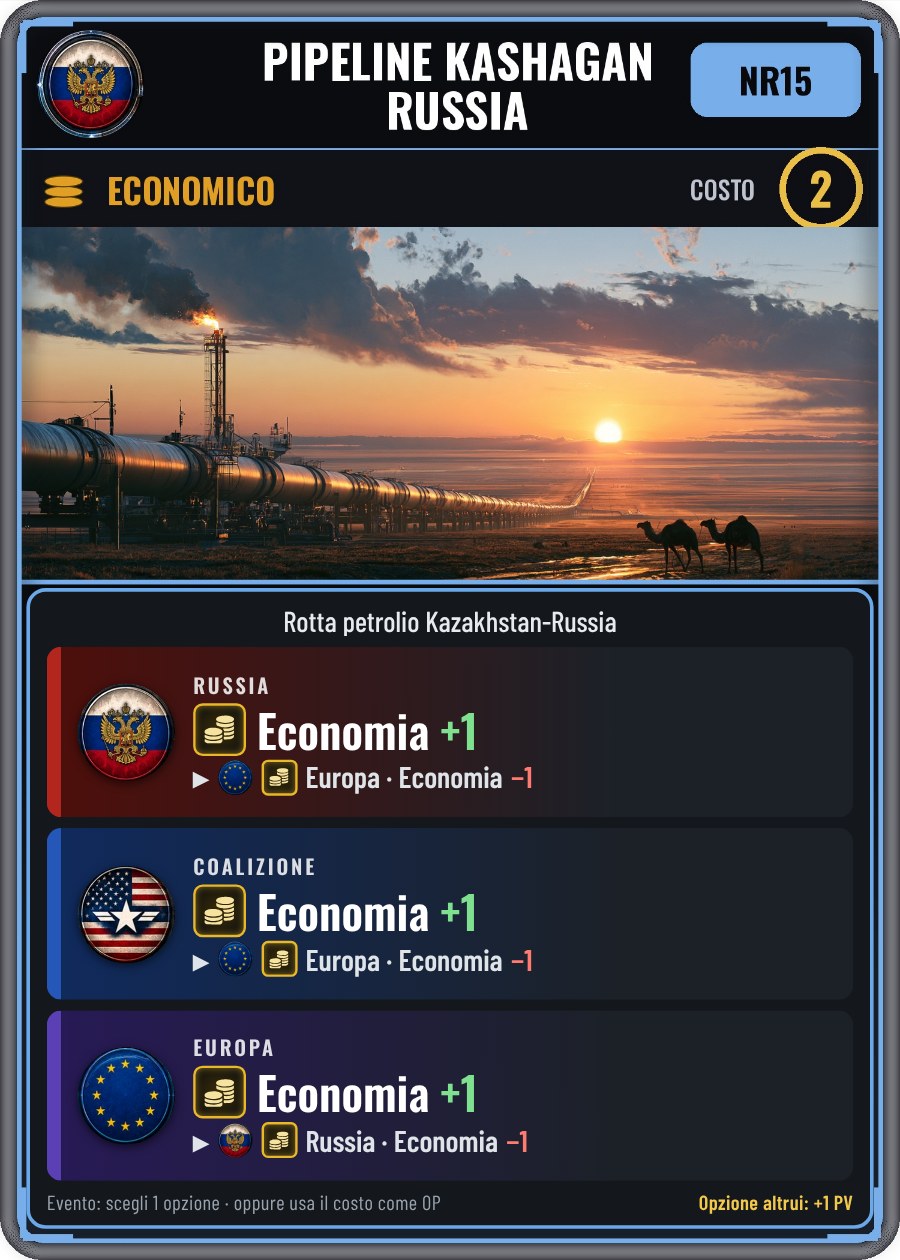 PIPELINE KASHAGAN
RUSSIA
NR15
ECONOMICO
COSTO
2
Rotta petrolio Kazakhstan-Russia
RUSSIA
Economia +1
▶ Europa · Economia −1
COALIZIONE
Economia +1
▶ Europa · Economia −1
EUROPA
Economia +1
▶ Russia · Economia −1
Evento: scegli 1 opzione · oppure usa il costo come OP
Opzione altrui: +1 PV